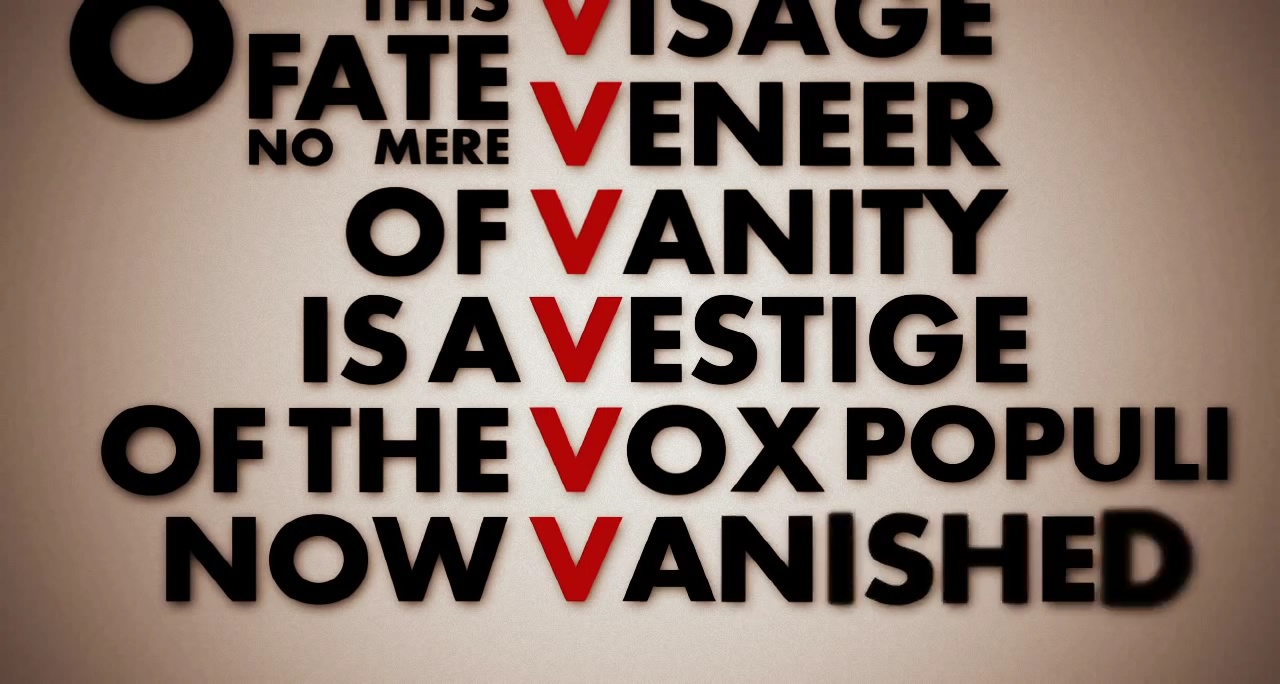 THIS VISAGE
O FATE
NO MERE VENEER
OF VANITY
IS A VESTIGE
OF THE VOX POPULI
NOW VANISHED